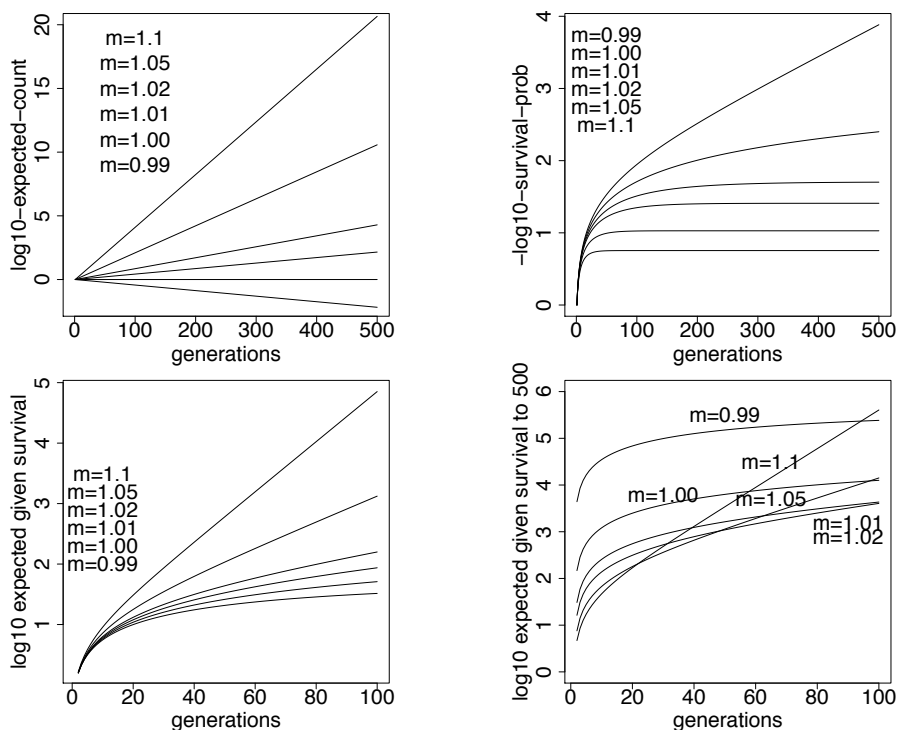 log10-expected-count
20
15
10
5
0
m=1.1
m=1.05
m=1.02
m=1.01
m=1.00
m=0.99
0 100 200 300 400 500
generations
-log10-survival-prob
4
3
2
1
0
m=0.99
m=1.00
m=1.01
m=1.02
m=1.05
m=1.1
0 100 200 300 400 500
generations
log10 expected given survival
5
4
3
2
1
m=1.1
m=1.05
m=1.02
m=1.01
m=1.00
m=0.99
0 20 40 60 80 100
generations
log10 expected given survival to 500
6
5
4
3
2
1
0
m=0.99
m=1.1
m=1.00
m=1.05
m=1.01
m=1.02
0 20 40 60 80 100
generations